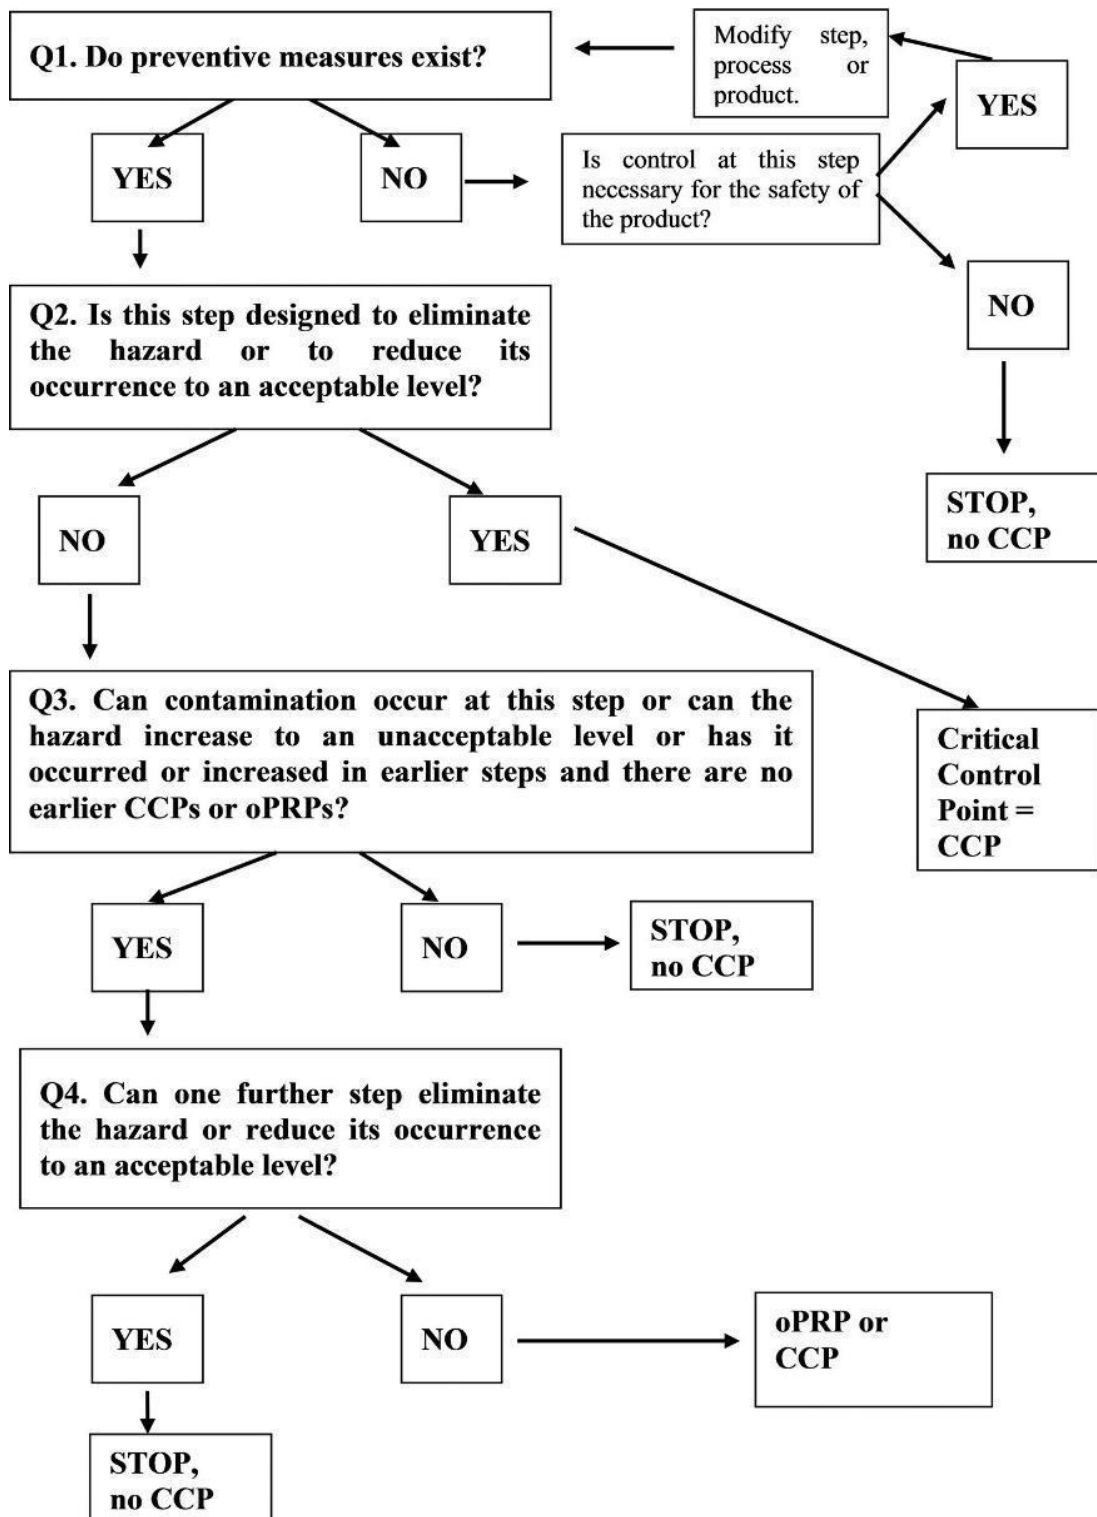 Q1. Do preventive measures exist?
Modify step,
process or
product.
YES
YES
NO
Is control at this step
necessary for the safety of
the product?
NO
Q2. Is this step designed to eliminate
the hazard or to reduce its
occurrence to an acceptable level?
STOP,
no CCP
NO
YES
Q3. Can contamination occur at this step or can the
hazard increase to an unacceptable level or has it
occurred or increased in earlier steps and there are no
earlier CCPs or oPRPs?
Critical
Control
Point =
CCP
YES
NO
STOP,
no CCP
Q4. Can one further step eliminate
the hazard or reduce its occurrence
to an acceptable level?
YES
NO
oPRP or
CCP
STOP,
no CCP